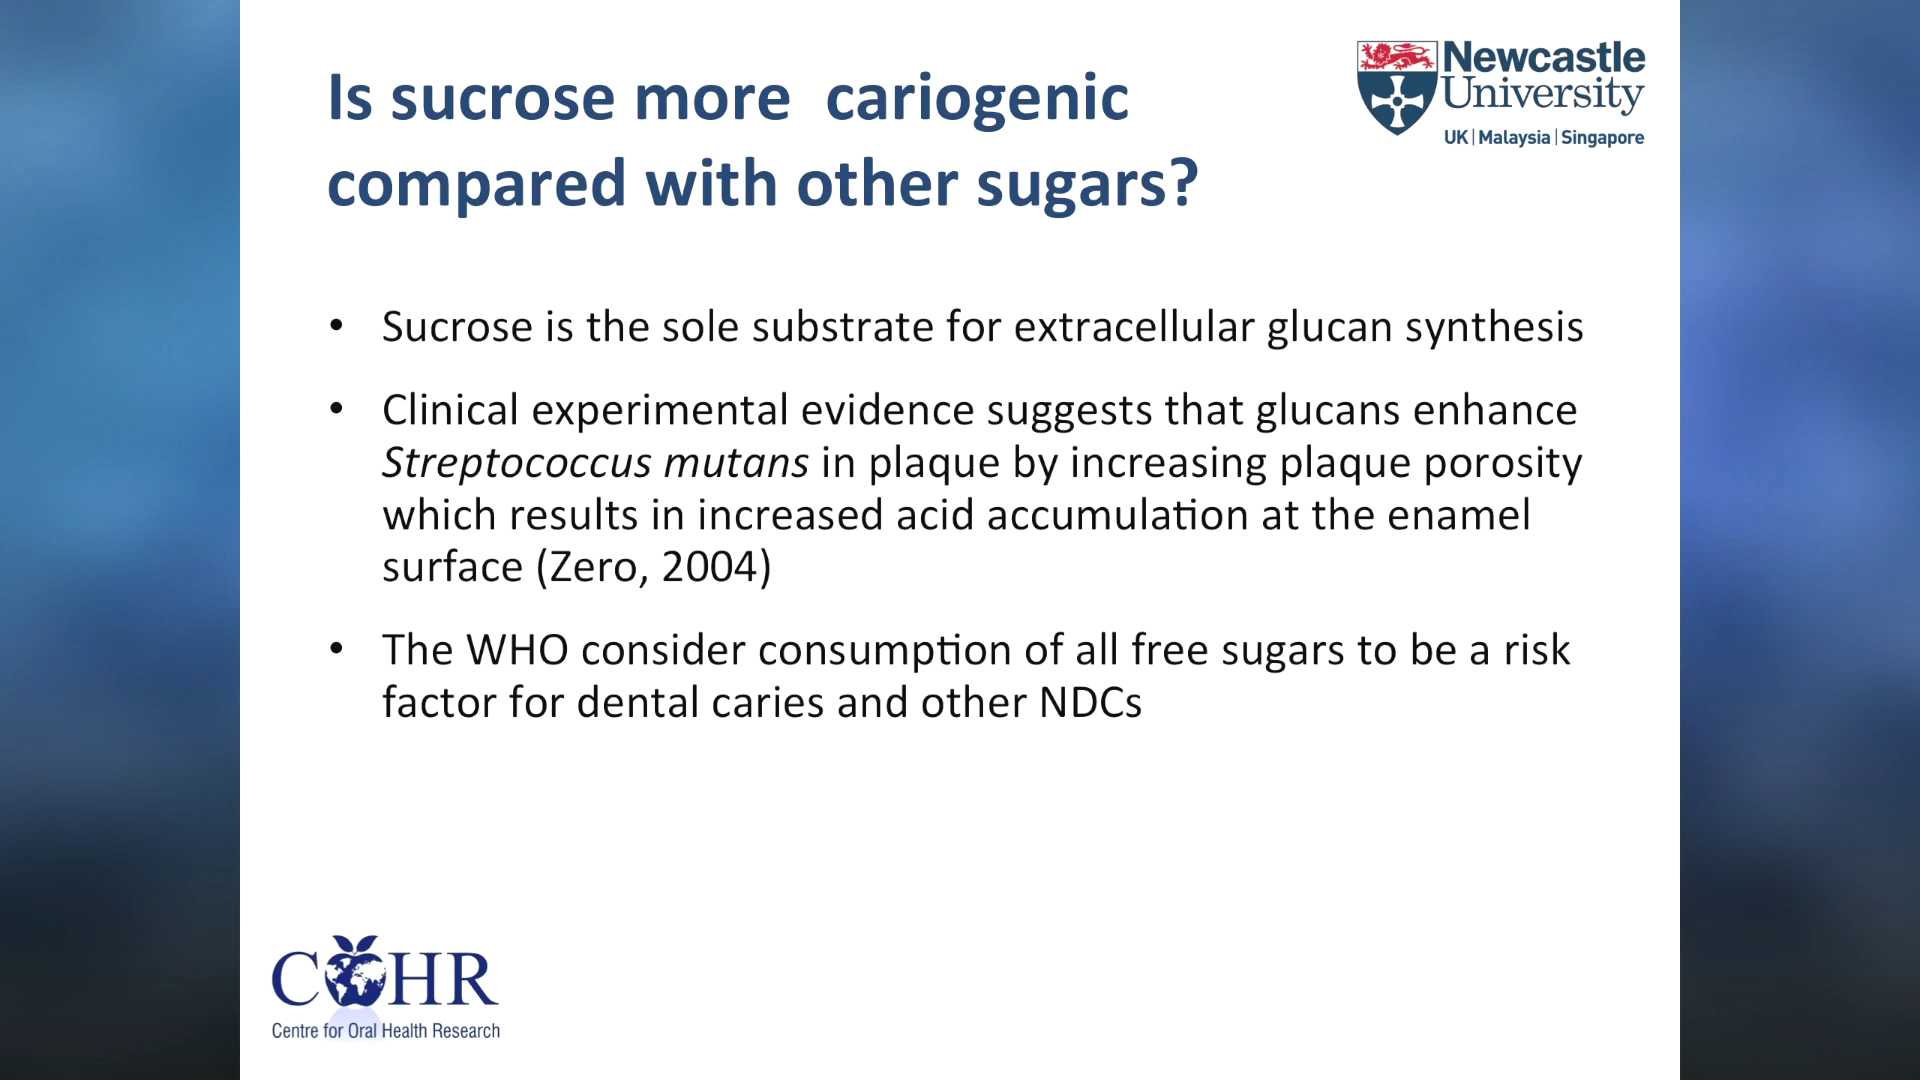 Is sucrose more  cariogenic
compared with other sugars?
Newcastle
University
UK | Malaysia | Singapore
• Sucrose is the sole substrate for extracellular glucan synthesis
• Clinical experimental evidence suggests that glucans enhance
Streptococcus mutans in plaque by increasing plaque porosity
which results in increased acid accumulation at the enamel
surface (Zero, 2004)
• The WHO consider consumption of all free sugars to be a risk
factor for dental caries and other NDCs
COHR
Centre for Oral Health Research